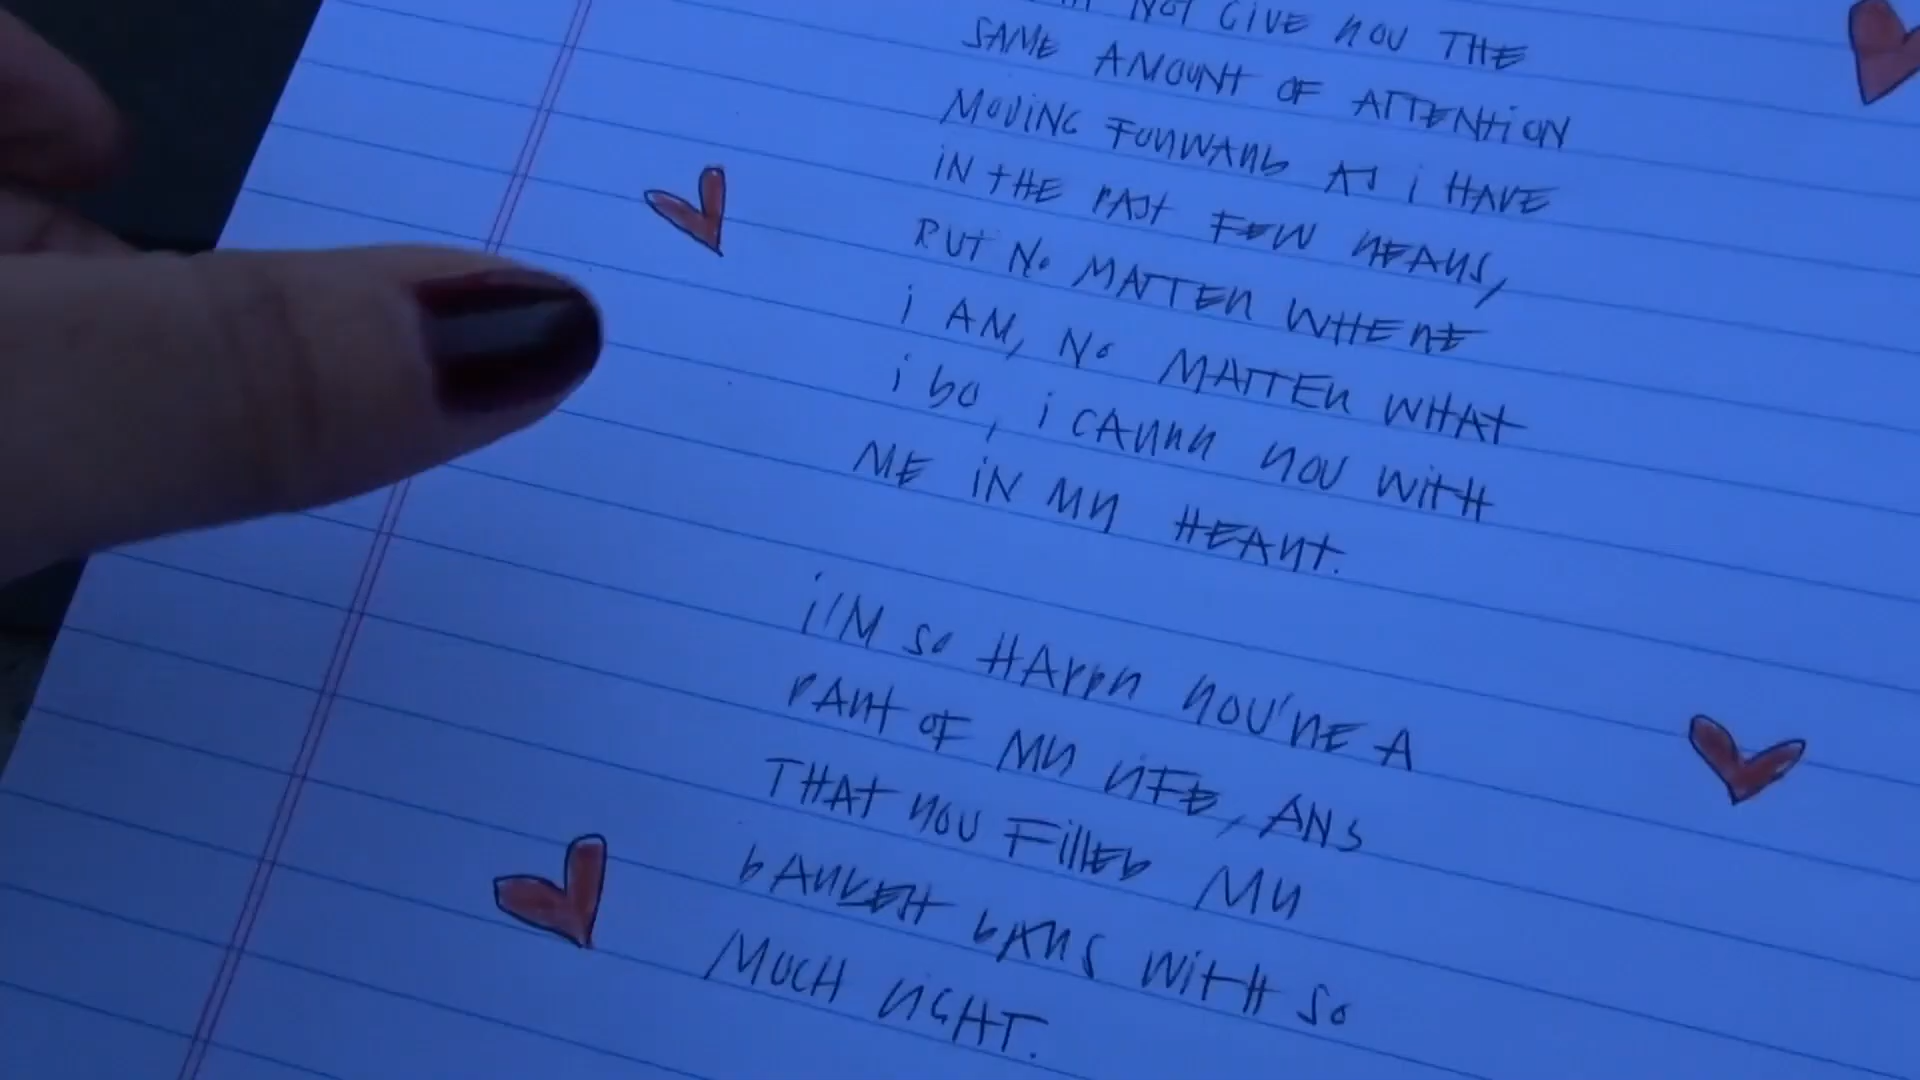 NOT GIVE YOU THE
SAME AMOUNT OF ATTENTiON
MOViNG FORWARD AS i HAVE
iN THE PAST FEW YEARS,
BUT NO MATTER WHERE
i AM, NO MATTER WHAT
i DO, i CARRY YOU WiTH
ME iN MY HEART.
i'M SO HAPPY YOU'RE A
PART OF MY LiFE, AND
THAT YOU FillED MY
DARKEST DAYS WiTH SO
MUCH LiGHT.